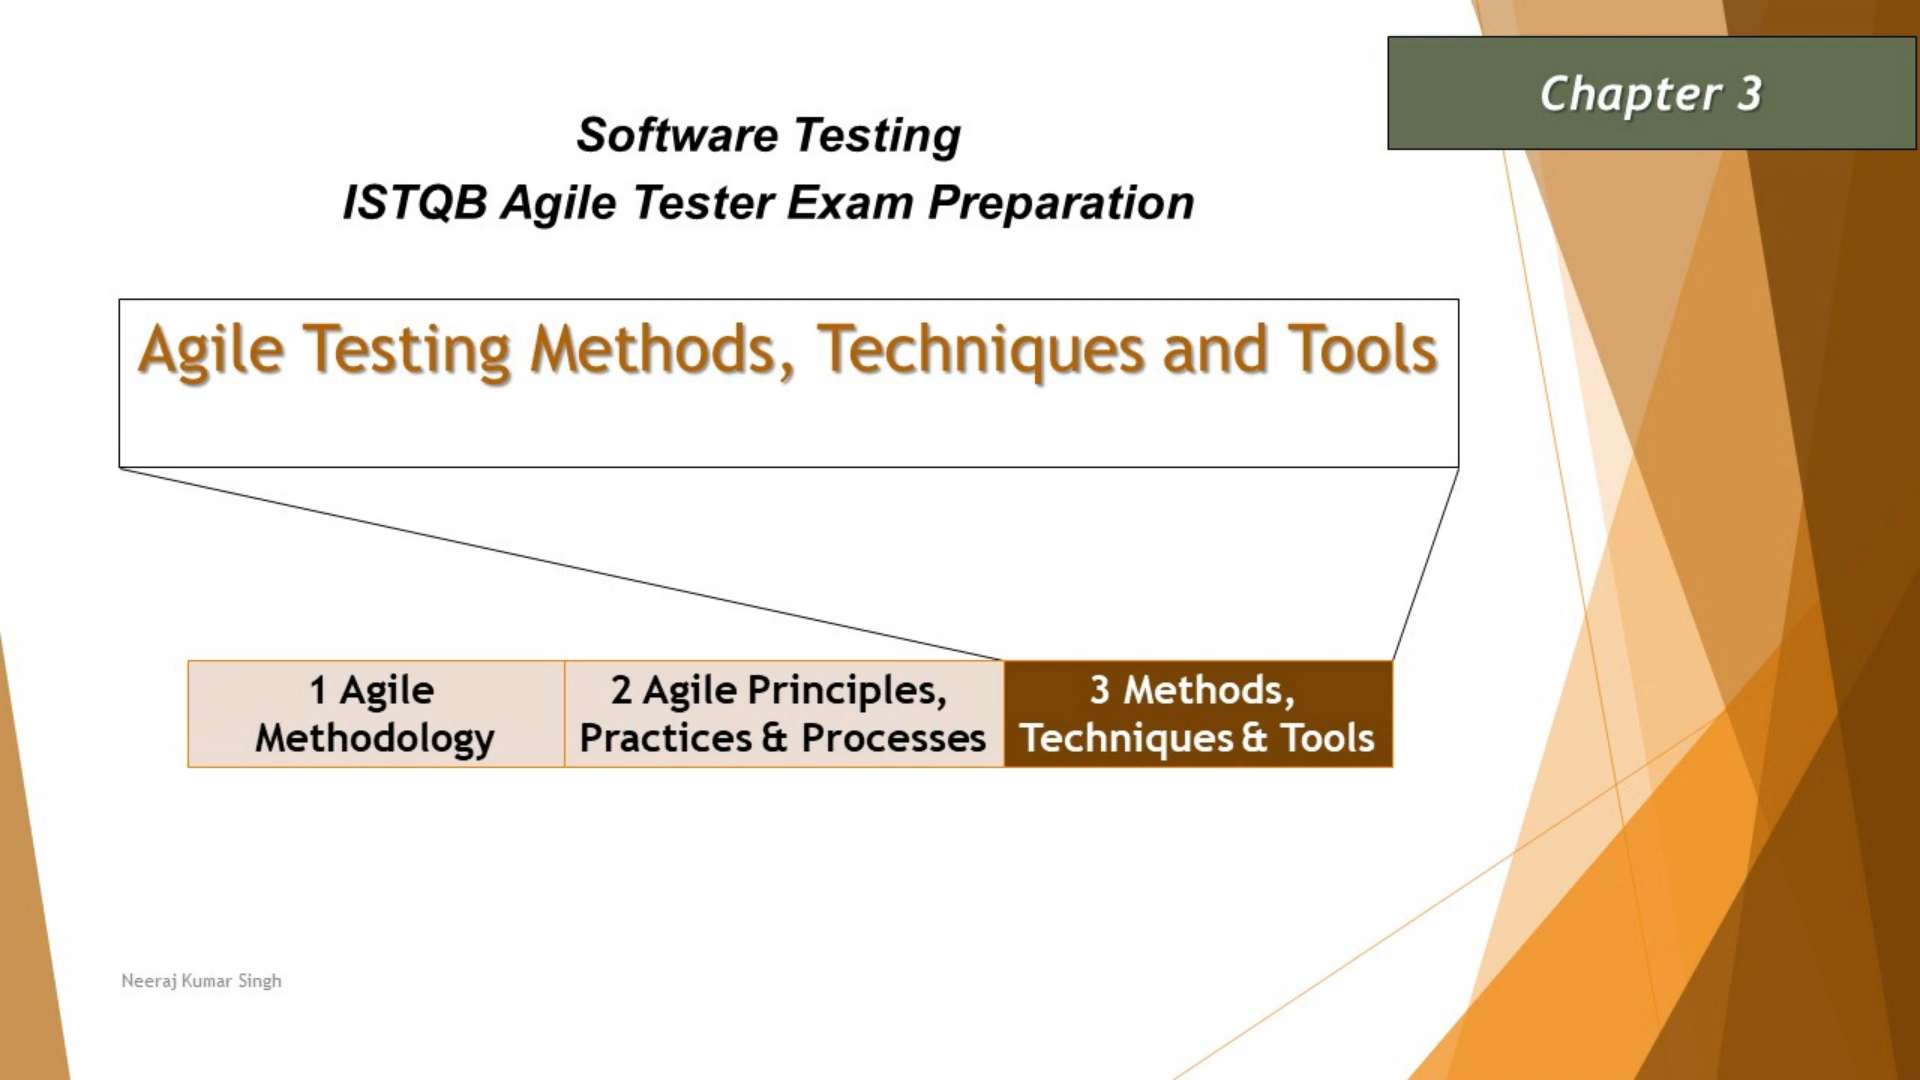 Chapter 3
Software Testing
ISTQB Agile Tester Exam Preparation
Agile Testing Methods, Techniques and Tools
1 Agile
Methodology
2 Agile Principles,
Practices & Processes
3 Methods,
Techniques & Tools
Neeraj Kumar Singh